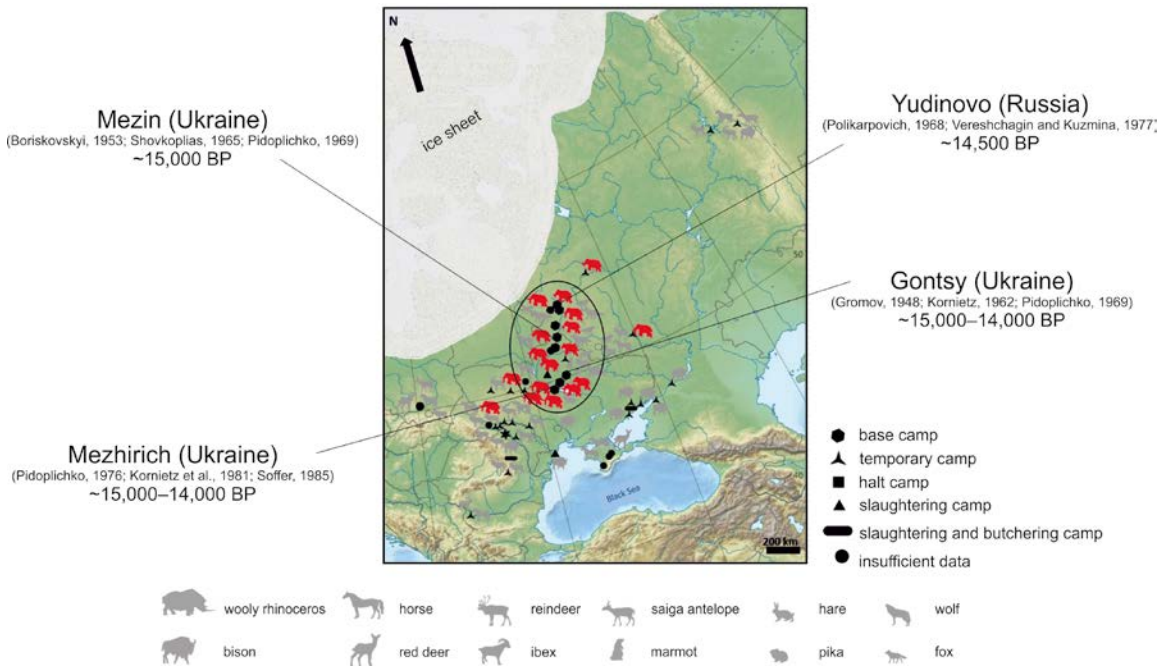 N
ice sheet
Mezin (Ukraine)
(Boriskovskyi, 1953; Shovkoplias, 1965; Pidoplichko, 1969)
~15,000 BP
Yudinovo (Russia)
(Polikarpovich, 1968; Vereshchagin and Kuzmina, 1977)
~14,500 BP
Gontsy (Ukraine)
(Gromov, 1948; Kornietz, 1962; Pidoplichko, 1969)
~15,000–14,000 BP
Mezhirich (Ukraine)
(Pidoplichko, 1976; Kornietz et al., 1981; Soffer, 1985)
~15,000–14,000 BP
50
40
Black Sea
200 km
base camp
temporary camp
halt camp
slaughtering camp
slaughtering and butchering camp
insufficient data
wooly rhinoceros
horse
reindeer
saiga antelope
hare
wolf
bison
red deer
ibex
marmot
pika
fox